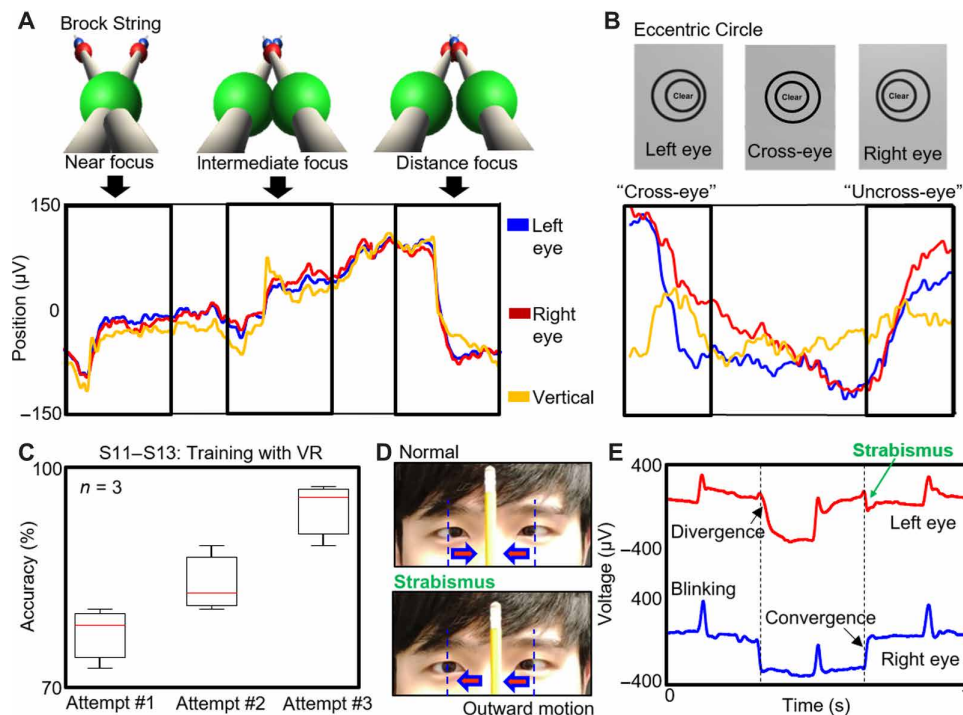 A
Brock String
Near focus
Intermediate focus
Distance focus
150
0
−150
Position (μV)
Left
eye
Right
eye
Vertical
B
Eccentric Circle
Clear
Clear
Clear
Left eye
Cross-eye
Right eye
“Cross-eye”
“Uncross-eye”
C
S11–S13: Training with VR
100
n = 3
Accuracy (%)
70
Attempt #1
Attempt #2
Attempt #3
D
Normal
Strabismus
Outward motion
E
Strabismus
400
Left eye
Divergence
−400
Voltage (μV)
Blinking
400
Convergence
Right eye
−400
0
Time (s)